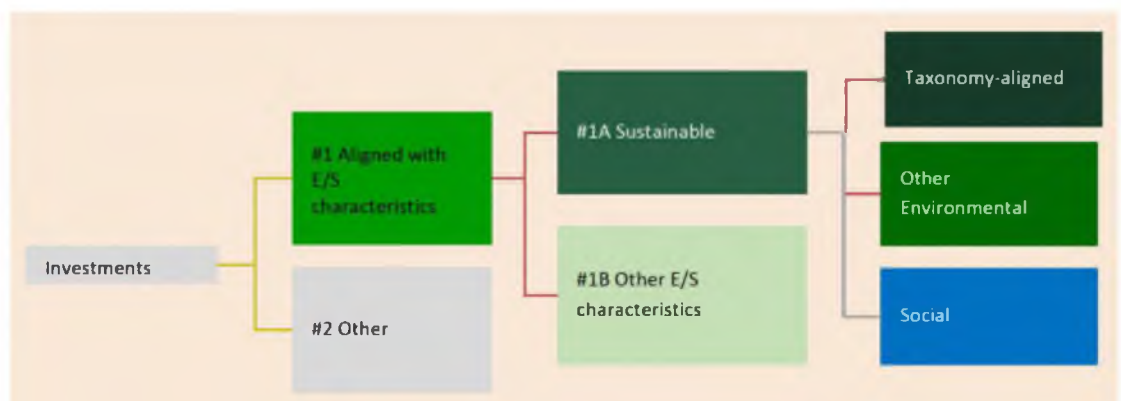 Investments
#1 Aligned with
E/S
characteristics
#2 Other
#1A Sustainable
#1B Other E/S
characteristics
Taxonomy-aligned
Other
Environmental
Social